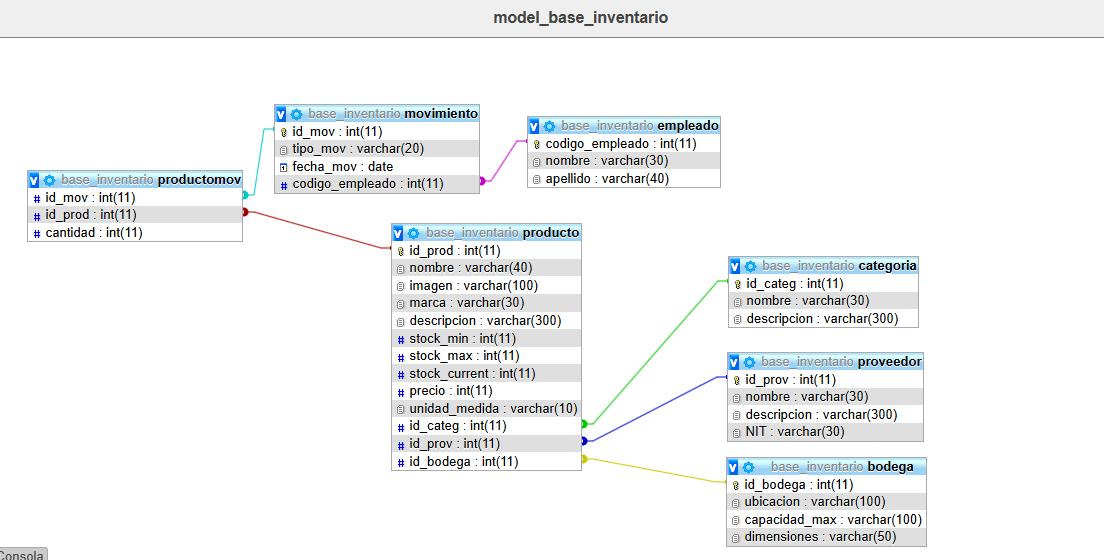 model_base_inventario
base_inventario movimiento
id_mov : int(11)
tipo_mov : varchar(20)
fecha_mov : date
codigo_empleado : int(11)
base_inventario empleado
codigo_empleado : int(11)
nombre : varchar(30)
apellido : varchar(40)
base_inventario productomov
id_mov : int(11)
id_prod : int(11)
cantidad : int(11)
base_inventario producto
id_prod : int(11)
nombre : varchar(40)
imagen : varchar(100)
marca : varchar(30)
descripcion : varchar(300)
stock_min : int(11)
stock_max : int(11)
stock_current : int(11)
precio : int(11)
unidad_medida : varchar(10)
id_categ : int(11)
id_prov : int(11)
id_bodega : int(11)
base_inventario categoria
id_categ : int(11)
nombre : varchar(30)
descripcion : varchar(300)
base_inventario proveedor
id_prov : int(11)
nombre : varchar(30)
descripcion : varchar(300)
NIT : varchar(30)
base_inventario bodega
id_bodega : int(11)
ubicacion : varchar(100)
capacidad_max : varchar(100)
dimensiones : varchar(50)
Consola